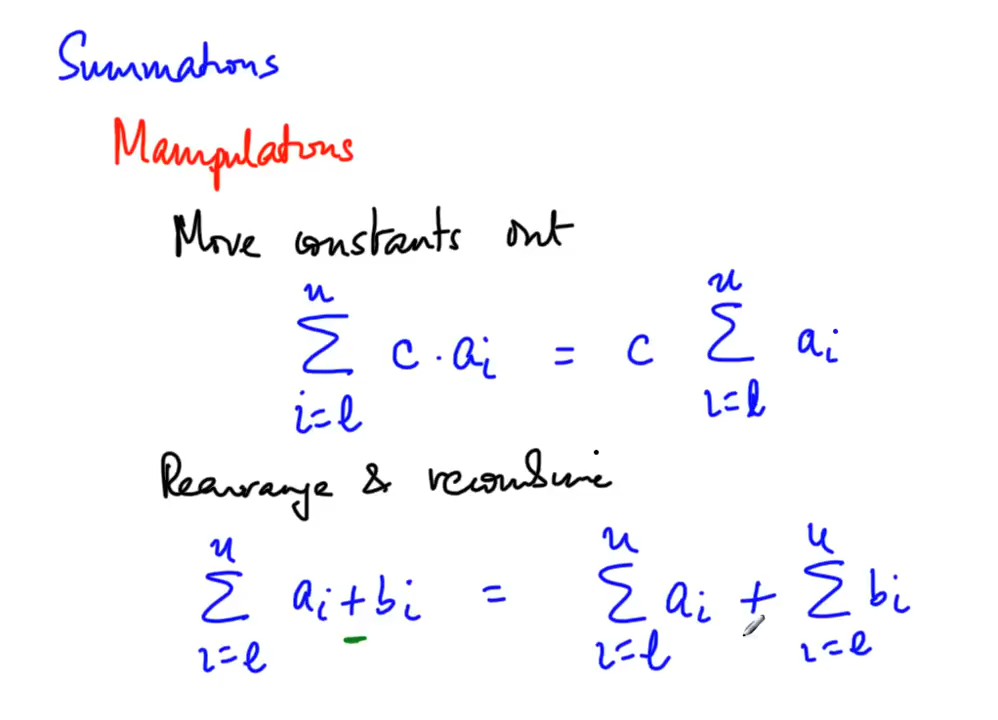 Summations
Manipulations
Move constants out
∑_{i=l}^{u} c · a_i = c ∑_{i=l}^{u} a_i
Rearrange & recombine
∑_{i=l}^{u} a_i + b_i = ∑_{i=l}^{u} a_i + ∑_{i=l}^{u} b_i